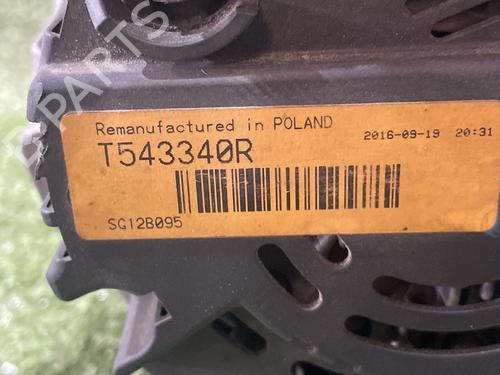 Remanufactured in POLAND
2016-09-19 20:31
T543340R
SG12B095